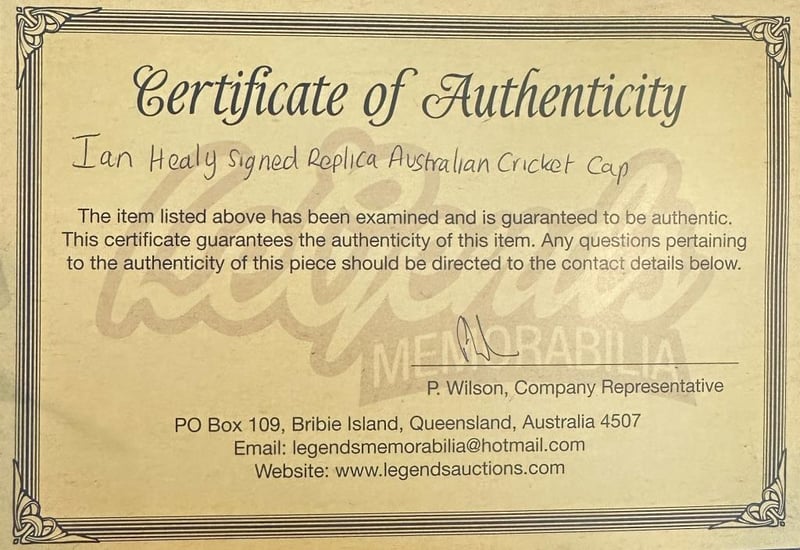 Certificate of Authenticity
Ian Healy Signed Replica Australian Cricket Cap
The item listed above has been examined and is guaranteed to be authentic.
This certificate guarantees the authenticity of this item. Any questions pertaining
to the authenticity of this piece should be directed to the contact details below.
Legends
MEMORABILIA
P. Wilson, Company Representative
PO Box 109, Bribie Island, Queensland, Australia 4507
Email: legendsmemorabilia@hotmail.com
Website: www.legendsauctions.com